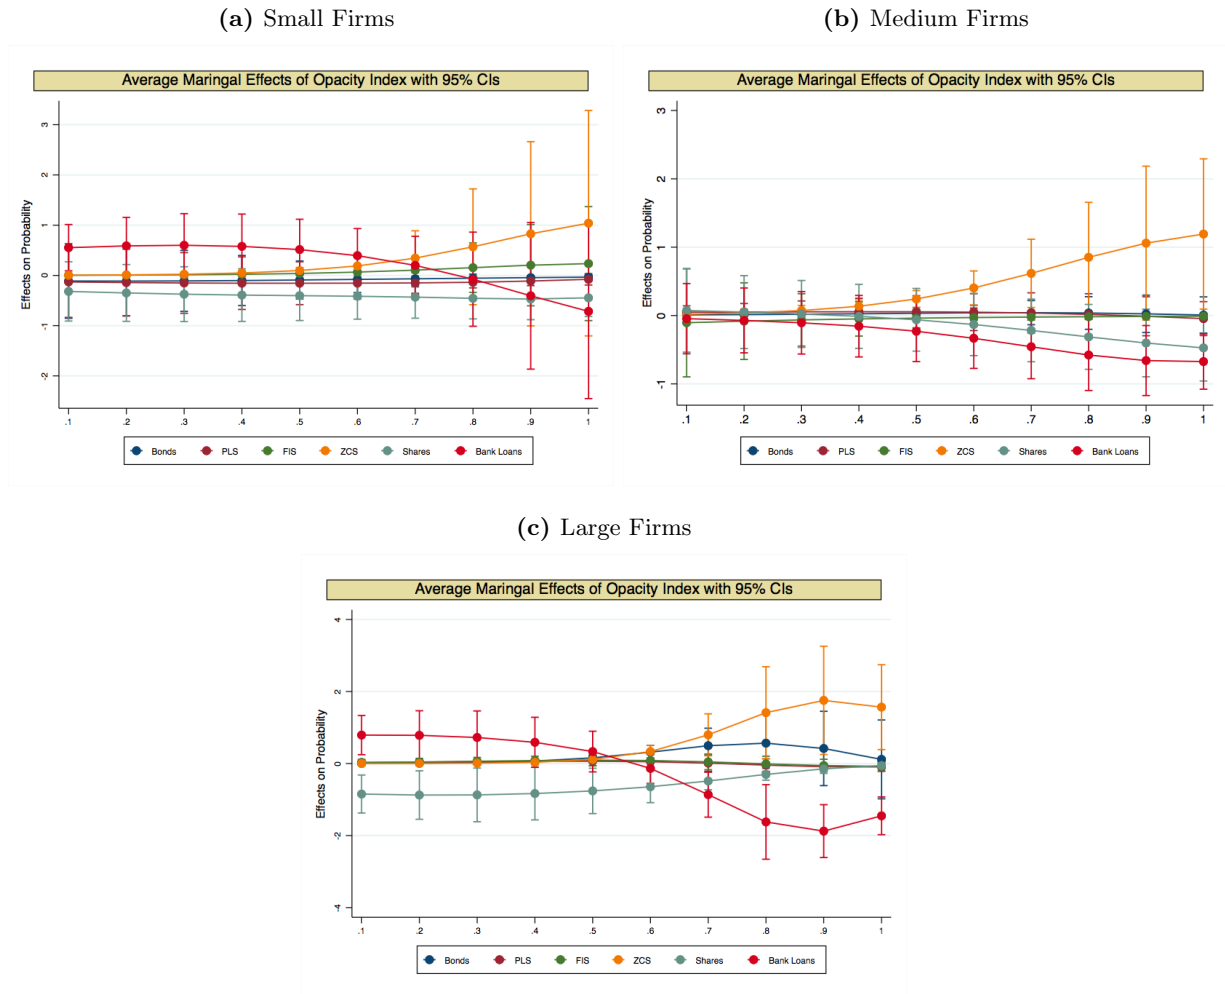 (a) Small Firms
Average Maringal Effects of Opacity Index with 95% CIs
Effects on Probability
3
2
1
0
-1
-2
.1 .2 .3 .4 .5 .6 .7 .8 .9 1
Bonds PLS FIS ZCS Shares Bank Loans
(b) Medium Firms
Average Maringal Effects of Opacity Index with 95% CIs
Effects on Probability
3
2
1
0
-1
.1 .2 .3 .4 .5 .6 .7 .8 .9 1
Bonds PLS FIS ZCS Shares Bank Loans
(c) Large Firms
Average Maringal Effects of Opacity Index with 95% CIs
Effects on Probability
4
2
0
-2
-4
.1 .2 .3 .4 .5 .6 .7 .8 .9 1
Bonds PLS FIS ZCS Shares Bank Loans